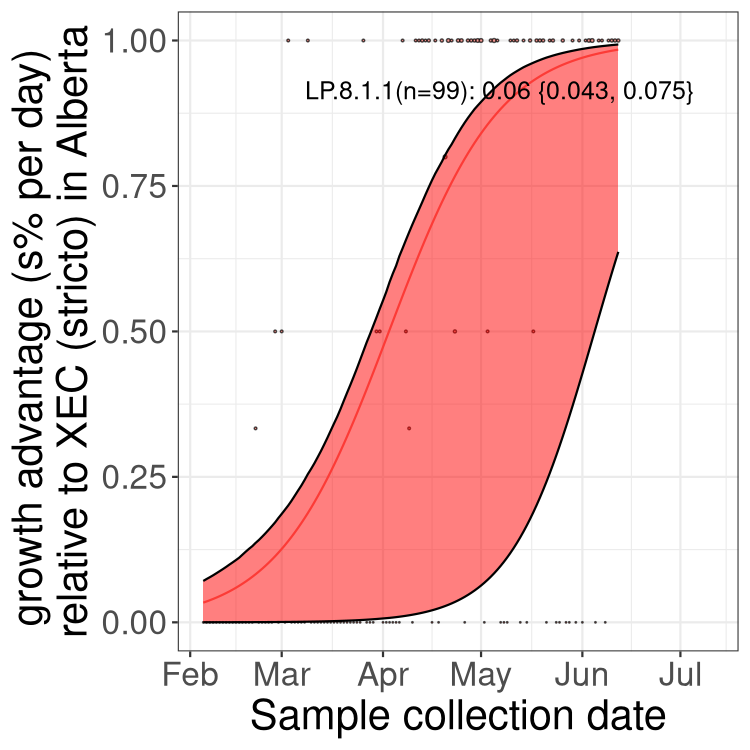 growth advantage (s% per day)
relative to XEC (stricto) in Alberta
1.00
0.75
0.50
0.25
0.00
LP.8.1.1(n=99): 0.06 {0.043, 0.075}
Feb Mar Apr May Jun Jul
Sample collection date